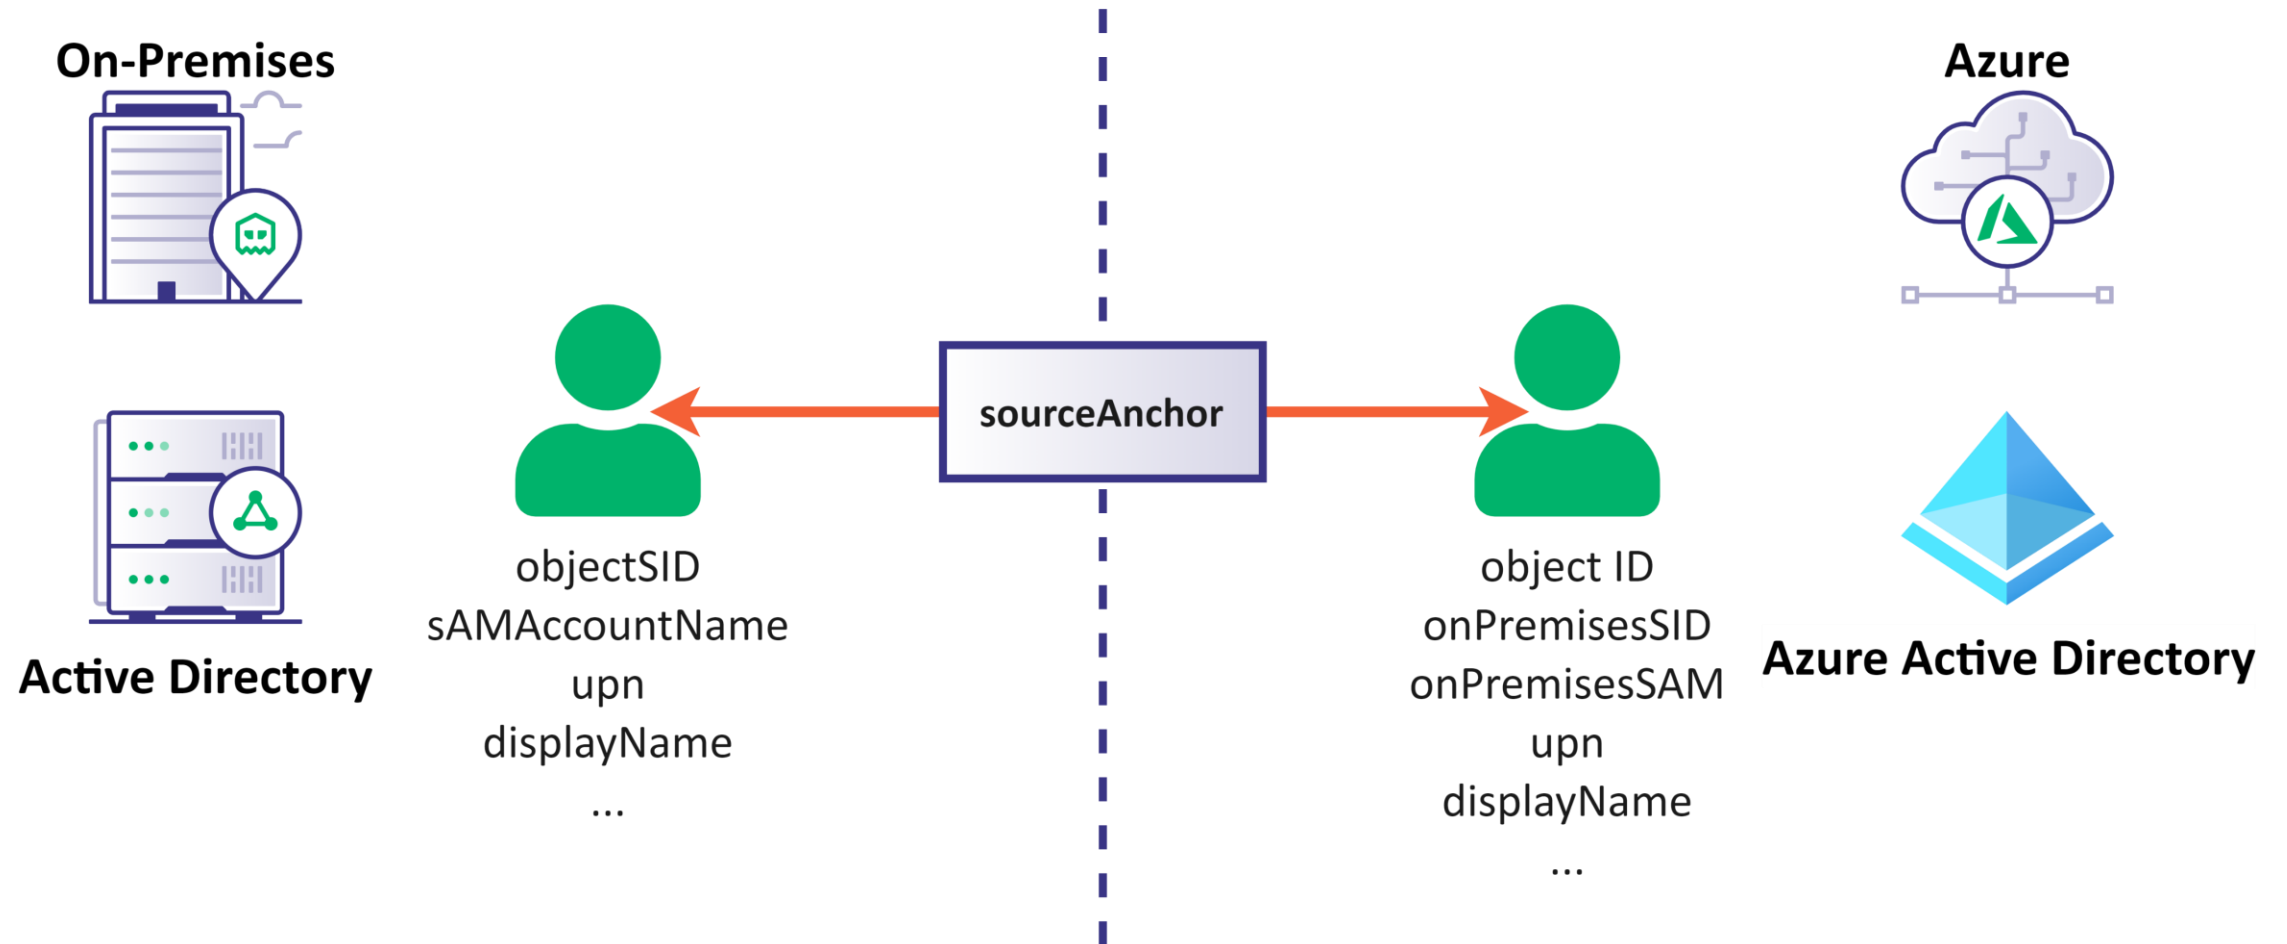 On-Premises
Active Directory
objectSID
sAMAccountName
upn
displayName
...
sourceAnchor
object ID
onPremisesSID
onPremisesSAM
upn
displayName
...
Azure
Azure Active Directory